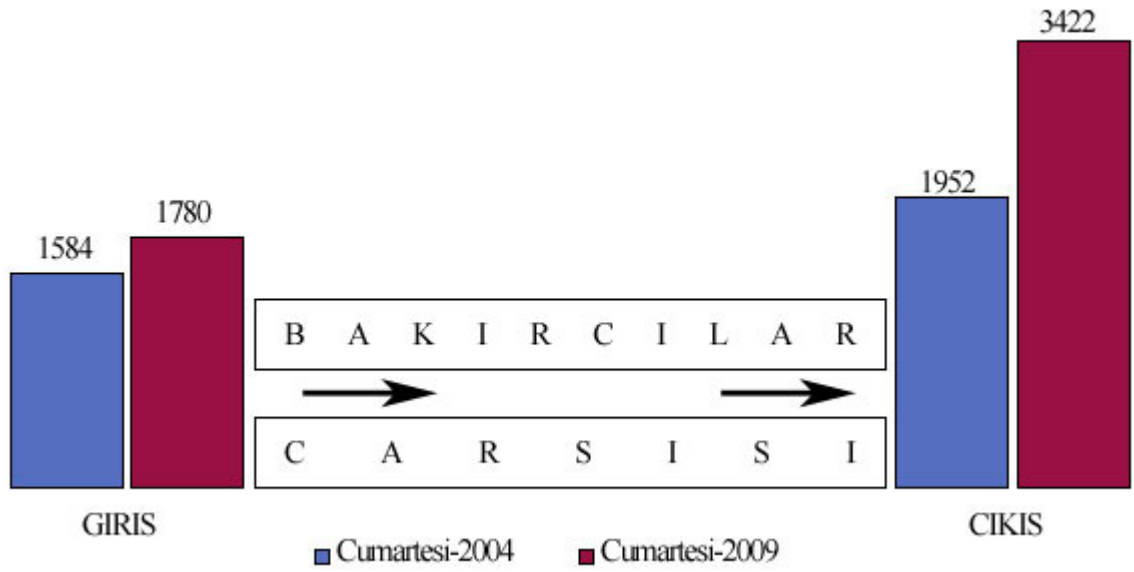 3422
1952
1780
1584
B A K I R C I L A R
C A R S I S I
GIRIS
CIKIS
Cumartesi-2004
Cumartesi-2009